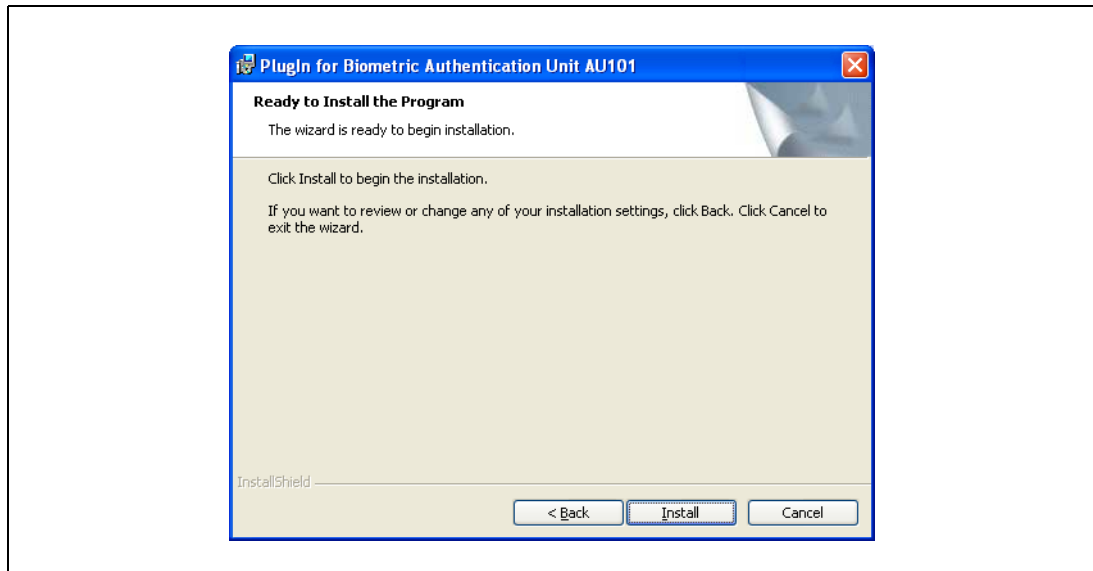 PlugIn for Biometric Authentication Unit AU101
Ready to Install the Program
The wizard is ready to begin installation.
Click Install to begin the installation.
If you want to review or change any of your installation settings, click Back. Click Cancel to
exit the wizard.
InstallShield
< Back
Install
Cancel